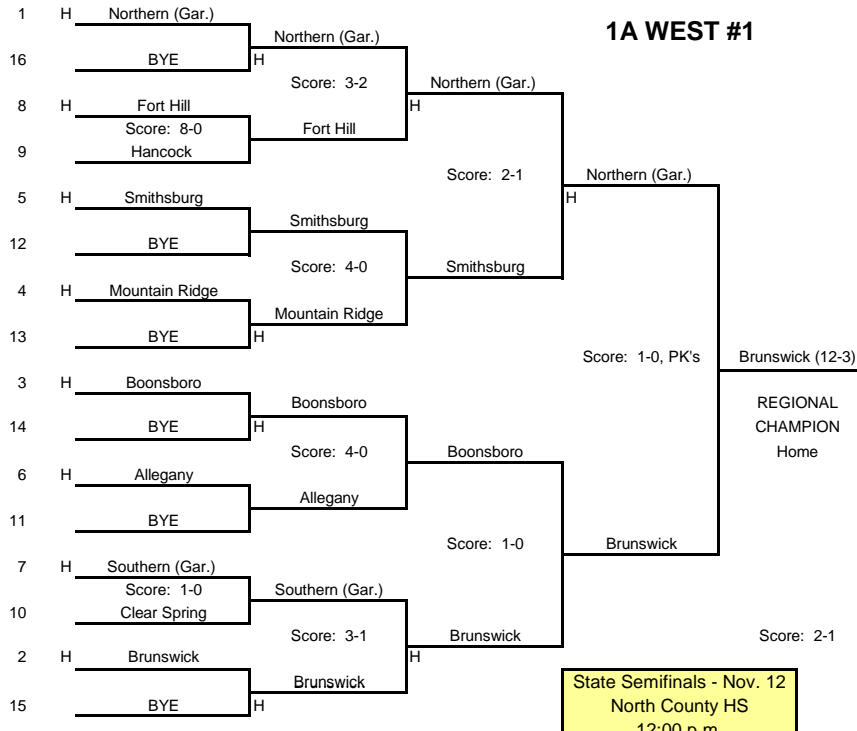 1A WEST #1
1 H Northern (Gar.)
Northern (Gar.)
16 BYE H
Score: 3-2
Northern (Gar.)
8 H Fort Hill H
Score: 8-0 Fort Hill
9 Hancock
Score: 2-1
Northern (Gar.)
5 H Smithsburg H
Smithsburg
12 BYE
Score: 4-0
Smithsburg
4 H Mountain Ridge
Mountain Ridge
13 BYE H
Score: 1-0, PK's
Brunswick (12-3)
3 H Boonsboro
Boonsboro
REGIONAL
14 BYE H
CHAMPION
Score: 4-0
Boonsboro
Home
6 H Allegany
Allegany
11 BYE
Score: 1-0
Brunswick
7 H Southern (Gar.)
Score: 1-0
Southern (Gar.)
10 Clear Spring
Score: 3-1
Brunswick
Score: 2-1
2 H Brunswick H
Brunswick
15 BYE H
State Semifinals - Nov. 12
North County HS
12:00 p.m.